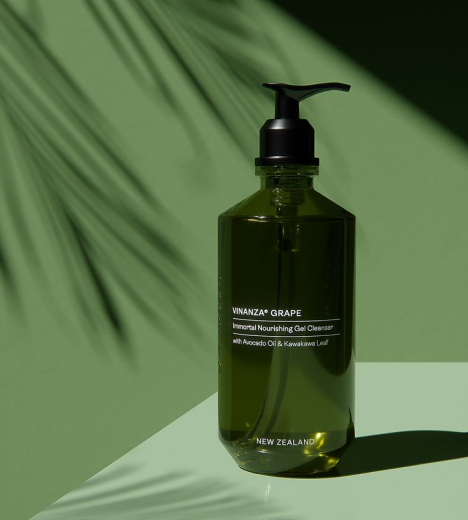 VINANZA® GRAPE
Immortal Nourishing Gel Cleanser
with Avocado Oil & Kawakawa Leaf
NEW ZEALAND